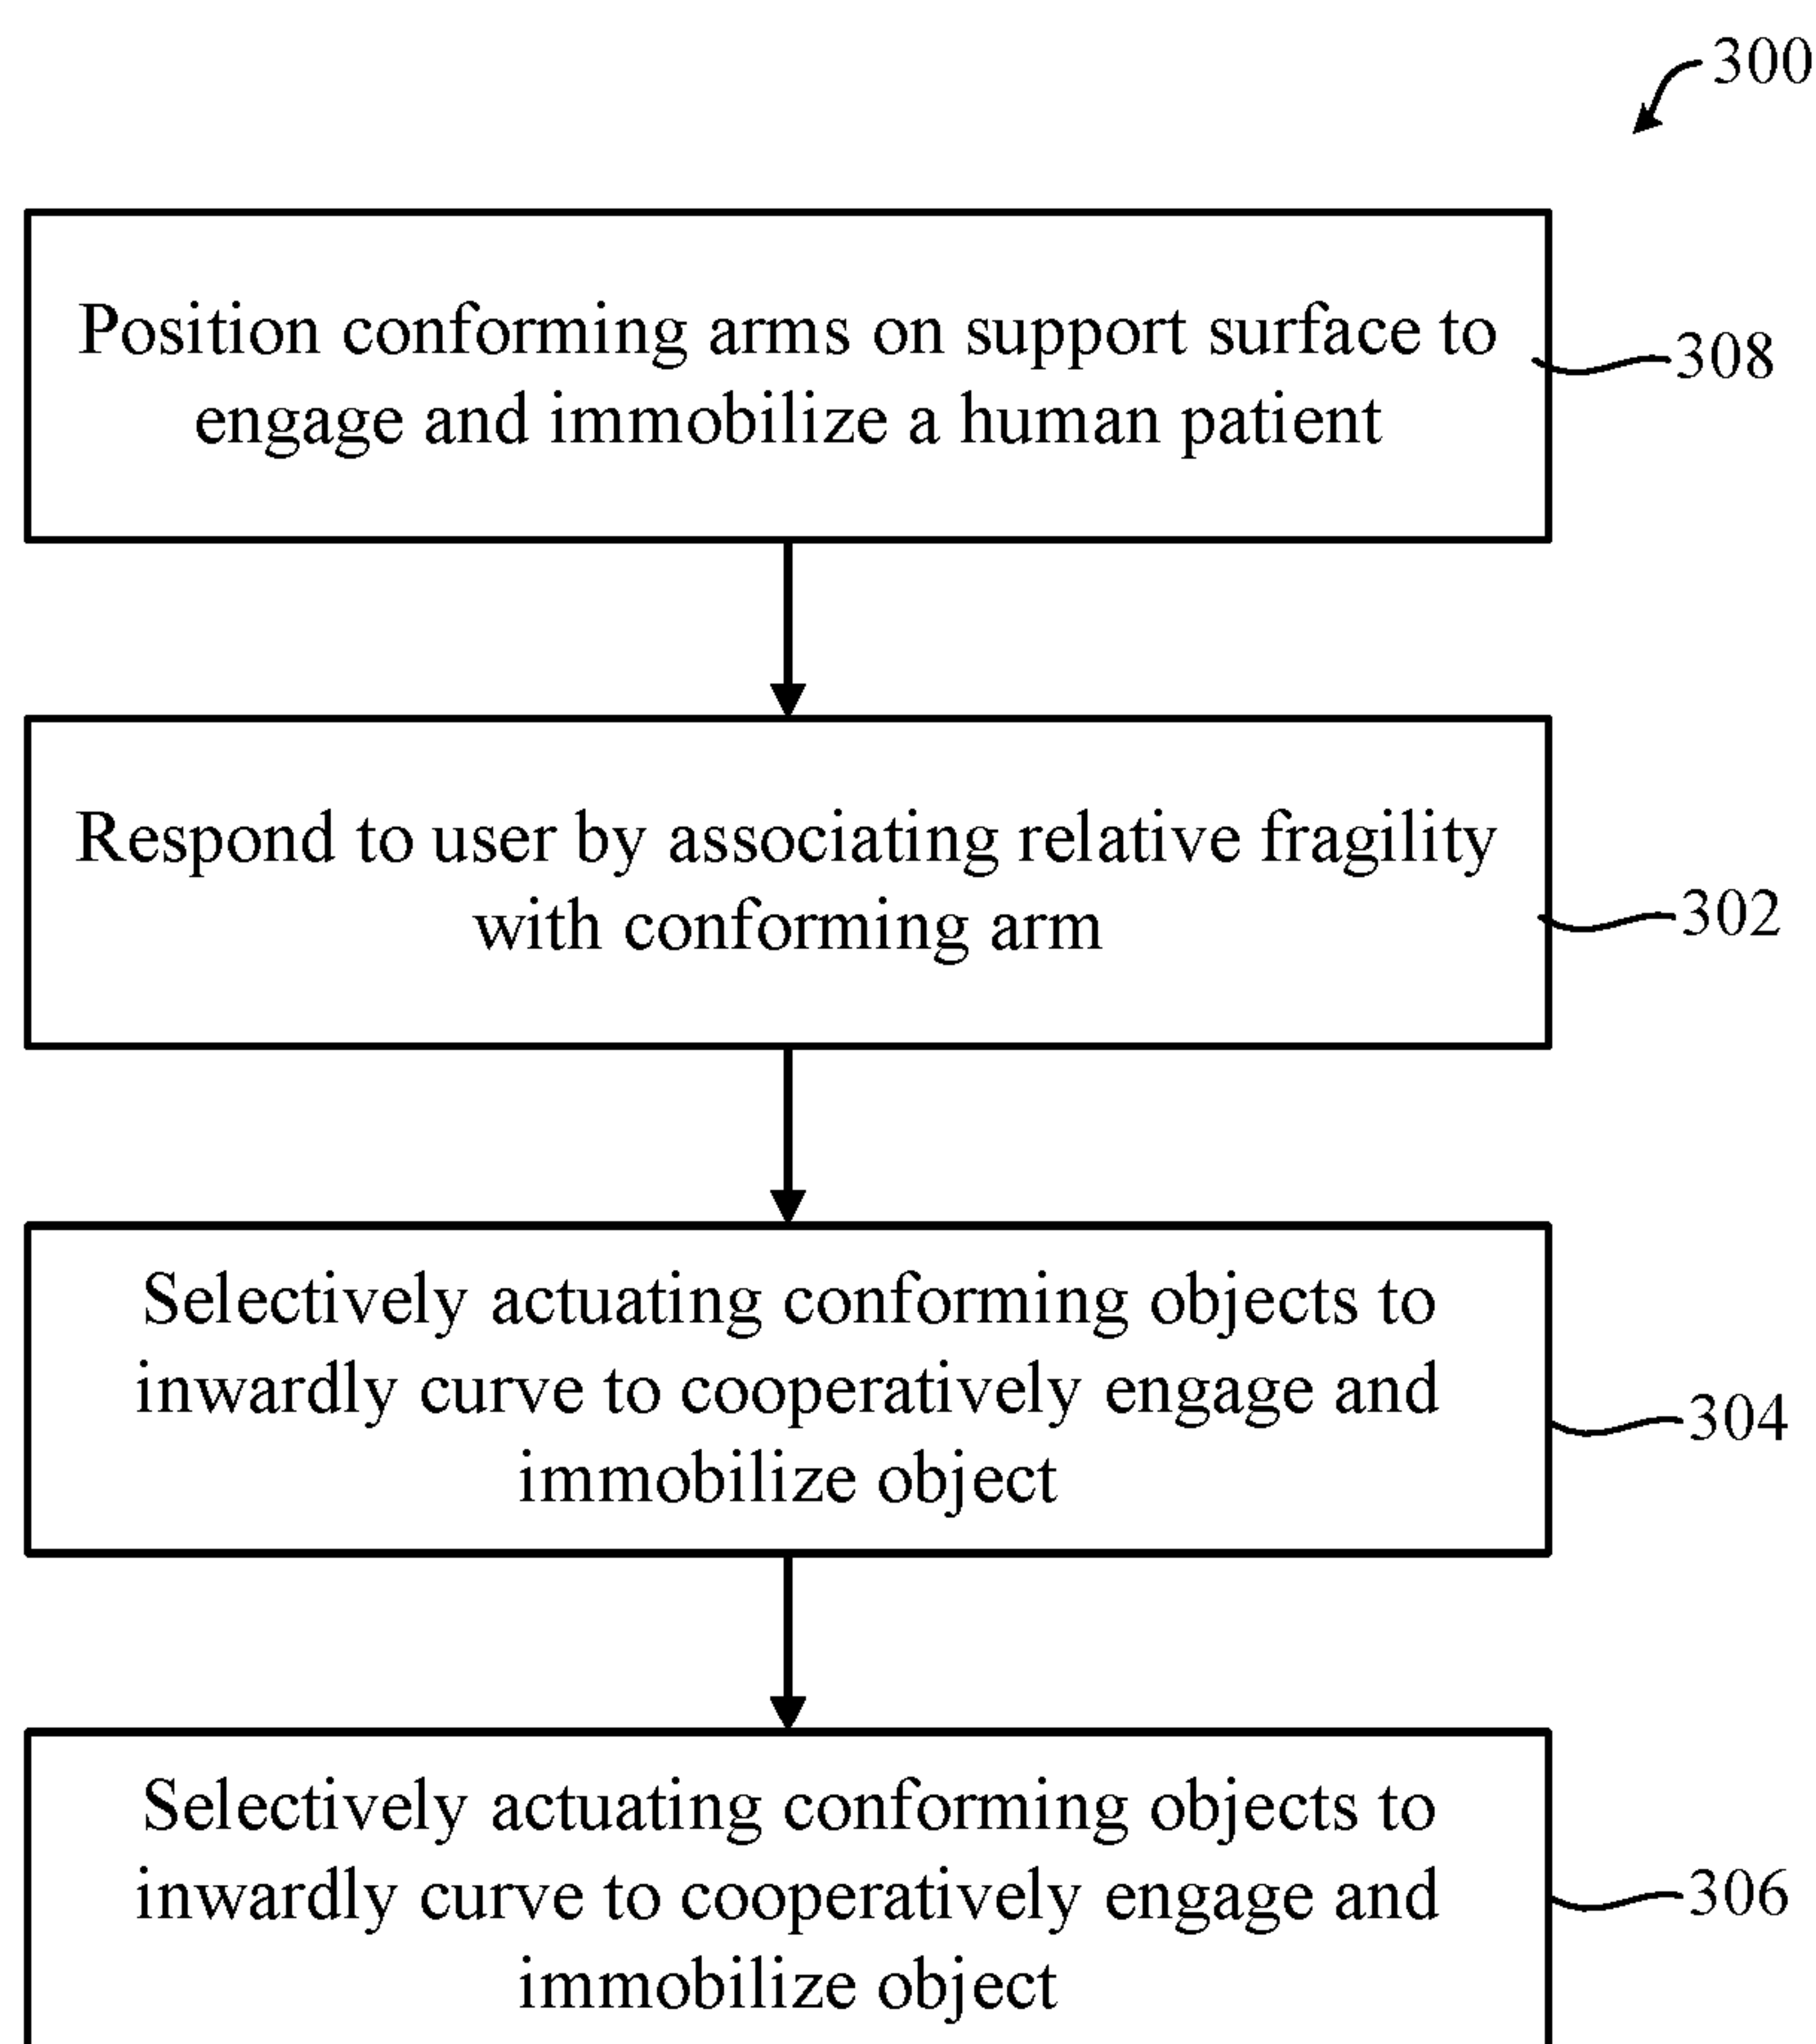 300
Position conforming arms on support surface to
engage and immobilize a human patient
308
Respond to user by associating relative fragility
with conforming arm
302
Selectively actuating conforming objects to
inwardly curve to cooperatively engage and
immobilize object
304
Selectively actuating conforming objects to
inwardly curve to cooperatively engage and
immobilize object
306